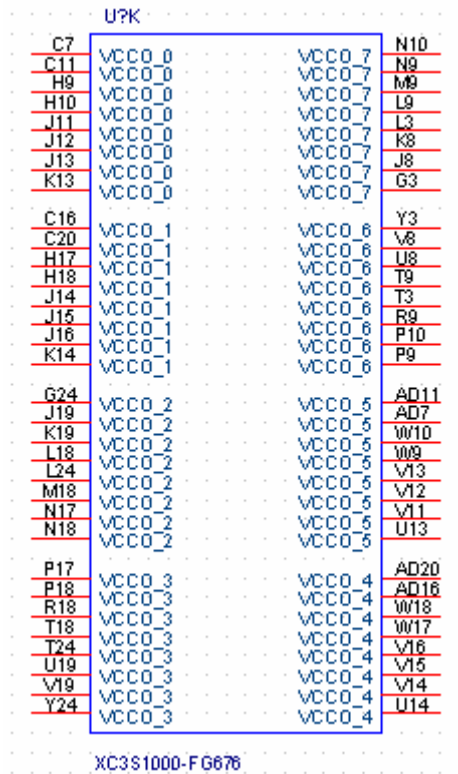 U?K
C7 VCCO_0 VCCO_7 N10
C11 VCCO_0 VCCO_7 N9
H9 VCCO_0 VCCO_7 M9
H10 VCCO_0 VCCO_7 L9
J11 VCCO_0 VCCO_7 L3
J12 VCCO_0 VCCO_7 K8
J13 VCCO_0 VCCO_7 J8
K13 VCCO_0 VCCO_7 G3
C16 VCCO_1 VCCO_6 Y3
C20 VCCO_1 VCCO_6 V8
H17 VCCO_1 VCCO_6 U8
H18 VCCO_1 VCCO_6 T9
J14 VCCO_1 VCCO_6 T3
J15 VCCO_1 VCCO_6 R9
J16 VCCO_1 VCCO_6 P10
K14 VCCO_1 VCCO_6 P9
G24 VCCO_2 VCCO_5 AD11
J19 VCCO_2 VCCO_5 AD7
K19 VCCO_2 VCCO_5 W10
L18 VCCO_2 VCCO_5 W9
L24 VCCO_2 VCCO_5 V13
M18 VCCO_2 VCCO_5 V12
N17 VCCO_2 VCCO_5 V11
N18 VCCO_2 VCCO_5 U13
P17 VCCO_3 VCCO_4 AD20
P18 VCCO_3 VCCO_4 AD16
R18 VCCO_3 VCCO_4 W18
T18 VCCO_3 VCCO_4 W17
T24 VCCO_3 VCCO_4 V16
U19 VCCO_3 VCCO_4 V15
V19 VCCO_3 VCCO_4 V14
Y24 VCCO_3 VCCO_4 U14
XC3S1000-FG676